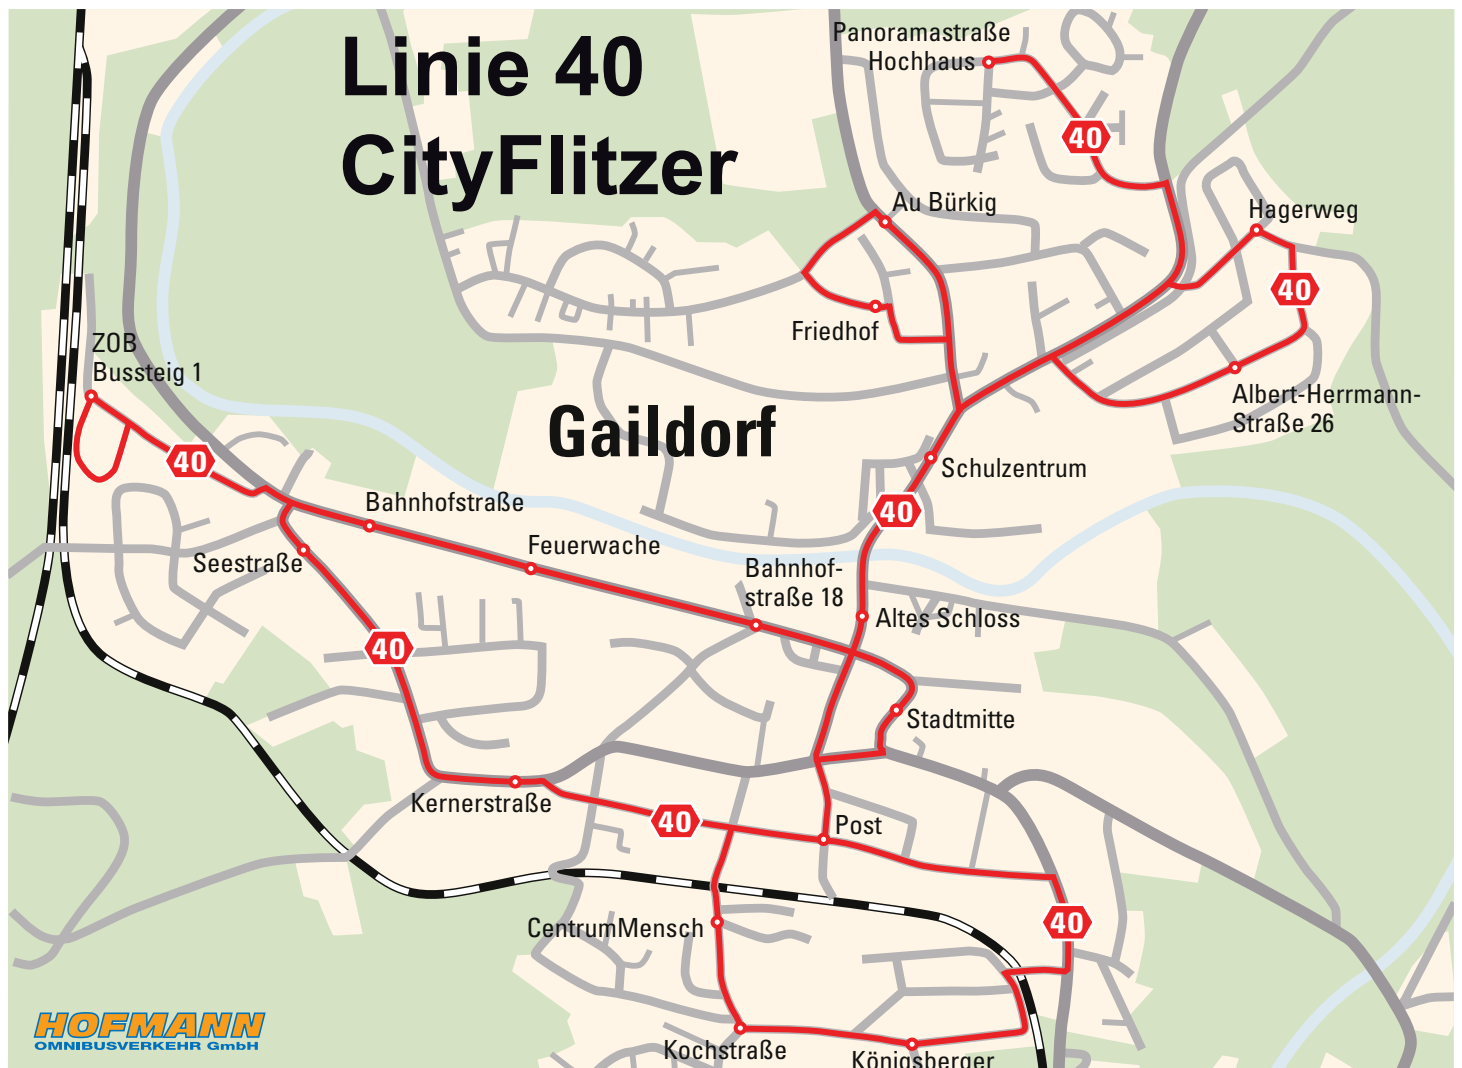 Linie 40
CityFlitzer
Panoramastraße
Hochhaus
40
Au Bürkig
Hagerweg
40
Friedhof
ZOB
Bussteig 1
Albert-Herrmann-
Straße 26
Gaildorf
40
Schulzentrum
Bahnhofstraße
40
Feuerwache
Seestraße
Bahnhof-
straße 18
Altes Schloss
40
Stadtmitte
Kernerstraße
40
Post
CentrumMensch
40
HOFMANN
OMNIBUSVERKEHR GmbH
Kochstraße
Königsberger